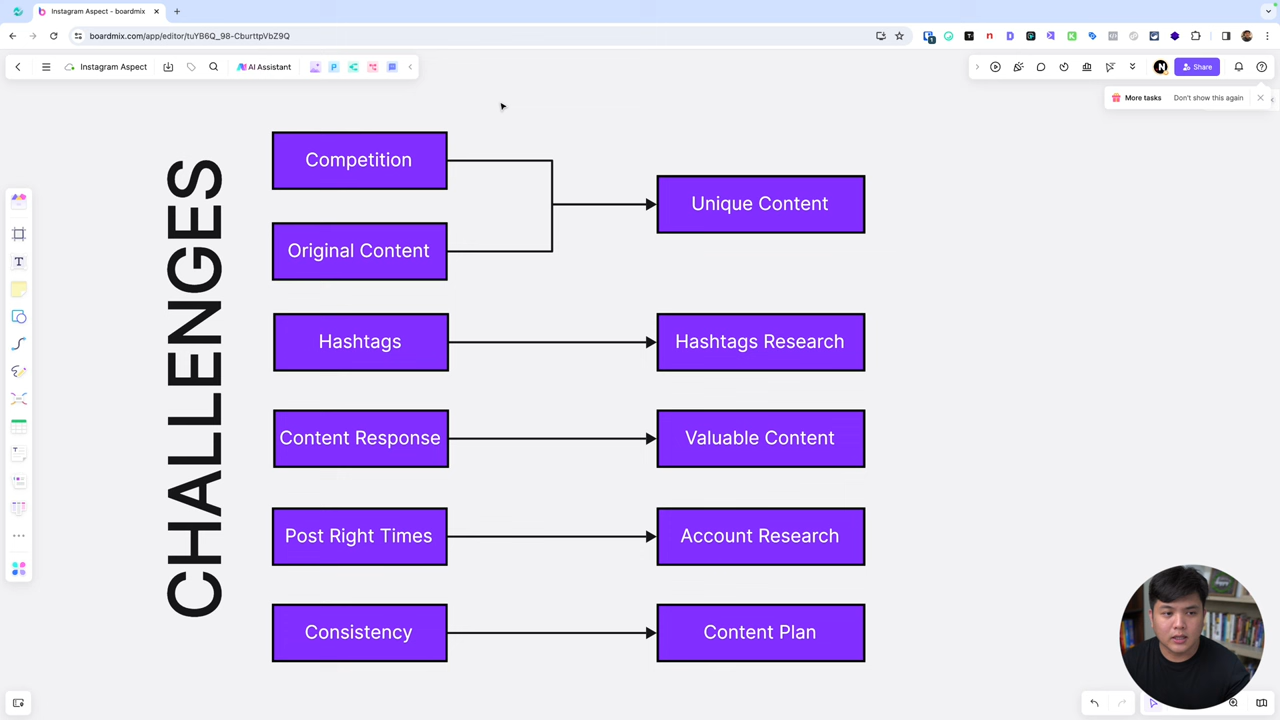 Instagram Aspect - boardmix
boardmix.com/app/editor/tuYB6Q_98-CburttpVbZ9Q
Instagram Aspect
AI Assistant
Share
More tasks
Don't show this again
CHALLENGES
Competition
Unique Content
Original Content
Hashtags
Hashtags Research
Content Response
Valuable Content
Post Right Times
Account Research
Consistency
Content Plan